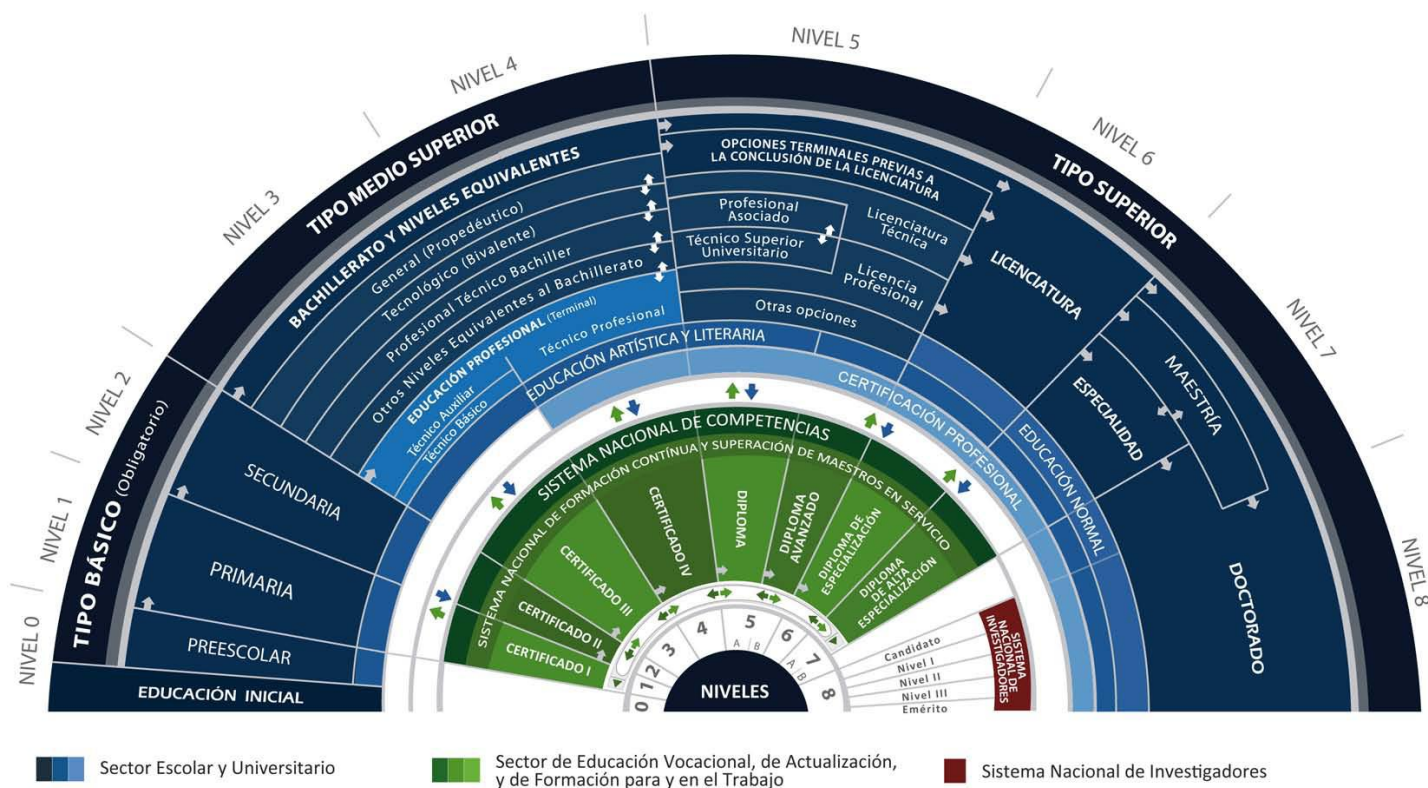 NIVEL 0
NIVEL 1
NIVEL 2
NIVEL 3
NIVEL 4
NIVEL 5
NIVEL 6
NIVEL 7
NIVEL 8
TIPO BÁSICO (Obligatorio)
TIPO MEDIO SUPERIOR
TIPO SUPERIOR
EDUCACIÓN INICIAL
PREESCOLAR
PRIMARIA
SECUNDARIA
BACHILLERATO Y NIVELES EQUIVALENTES
General (Propedéutico)
Tecnológico (Bivalente)
Profesional Técnico Bachiller
Otros Niveles Equivalentes al Bachillerato
EDUCACIÓN PROFESIONAL (Terminal)
Técnico Auxiliar
Técnico Básico
Técnico Profesional
OPCIONES TERMINALES PREVIAS A
LA CONCLUSIÓN DE LA LICENCIATURA
Profesional
Asociado
Técnico Superior
Universitario
Licenciatura
Técnica
Licencia
Profesional
Otras opciones
LICENCIATURA
ESPECIALIDAD
MAESTRÍA
DOCTORADO
EDUCACIÓN ARTÍSTICA Y LITERARIA
CERTIFICACIÓN PROFESIONAL
EDUCACIÓN NORMAL
SISTEMA NACIONAL DE COMPETENCIAS
SISTEMA NACIONAL DE FORMACIÓN CONTÍNUA Y SUPERACIÓN DE MAESTROS EN SERVICIO
CERTIFICADO I
CERTIFICADO II
CERTIFICADO III
CERTIFICADO IV
DIPLOMA
DIPLOMA
AVANZADO
DIPLOMA DE
ESPECIALIZACIÓN
DIPLOMA
DE ALTA
ESPECIALIZACIÓN
0
1
2
3
4
5
A
B
6
7
A
B
8
NIVELES
Candidato
Nivel I
Nivel II
Nivel III
Emérito
SISTEMA
NACIONAL DE
INVESTIGADORES
Sector Escolar y Universitario
Sector de Educación Vocacional, de Actualización,
y de Formación para y en el Trabajo
Sistema Nacional de Investigadores